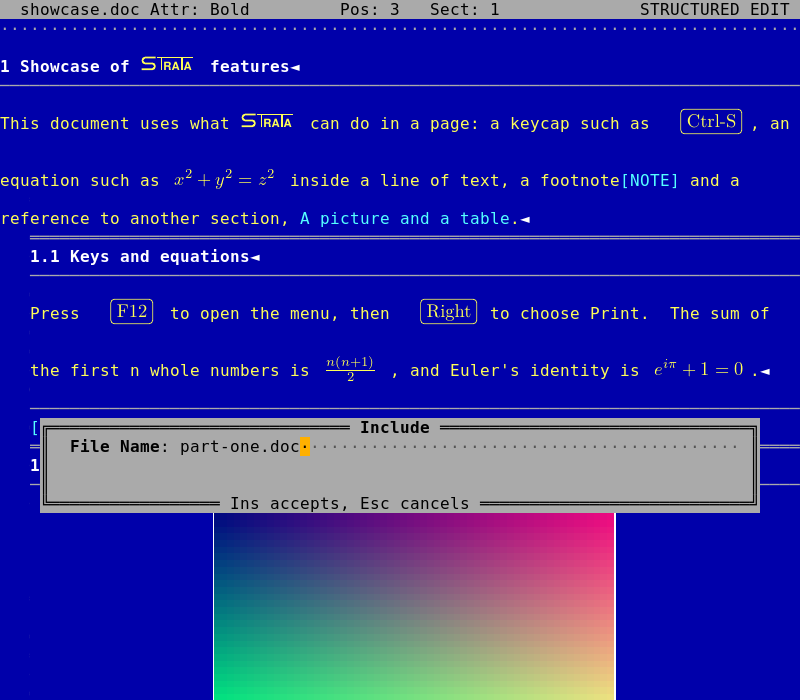 showcase.doc Attr: Bold Pos: 3 Sect: 1 STRUCTURED EDIT
1 Showcase of STRATA features◄
This document uses what STRATA can do in a page: a keycap such as Ctrl-S , an
equation such as x² + y² = z² inside a line of text, a footnote[NOTE] and a
reference to another section, A picture and a table.◄
1.1 Keys and equations◄
Press F12 to open the menu, then Right to choose Print. The sum of
the first n whole numbers is n(n+1)/2 , and Euler's identity is e^{iπ} + 1 = 0 .◄
[
Include
File Name: part-one.doc
1
Ins accepts, Esc cancels